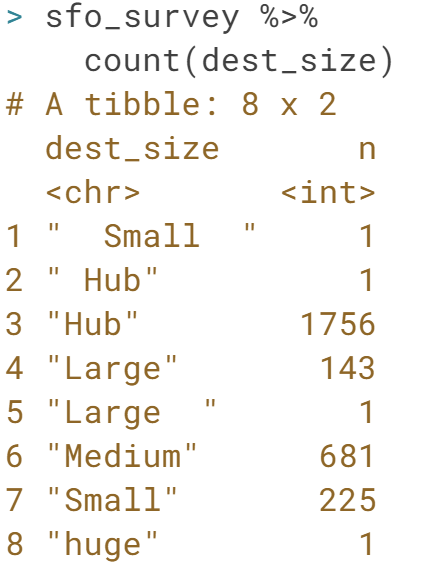 > sfo_survey %>%
    count(dest_size)
# A tibble: 8 x 2
  dest_size       n
  <chr>       <int>
1 "  Small  "     1
2 " Hub"          1
3 "Hub"        1756
4 "Large"       143
5 "Large  "       1
6 "Medium"      681
7 "Small"       225
8 "huge"          1